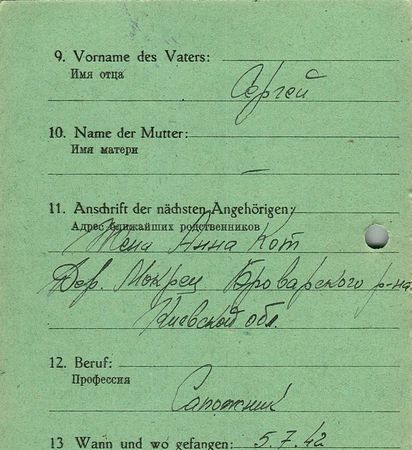 9. Vorname des Vaters:
Имя отца
Сергей
10. Name der Mutter:
Имя матери
—
11. Anschrift der nächsten Angehörigen:
Адрес ближайших родственников
Жена Анна Кот
Дер. Мокрец Броварского р-на
Киевской обл.
12. Beruf:
Профессия
Сапожник
13 Wann und wo gefangen: 5.7.42